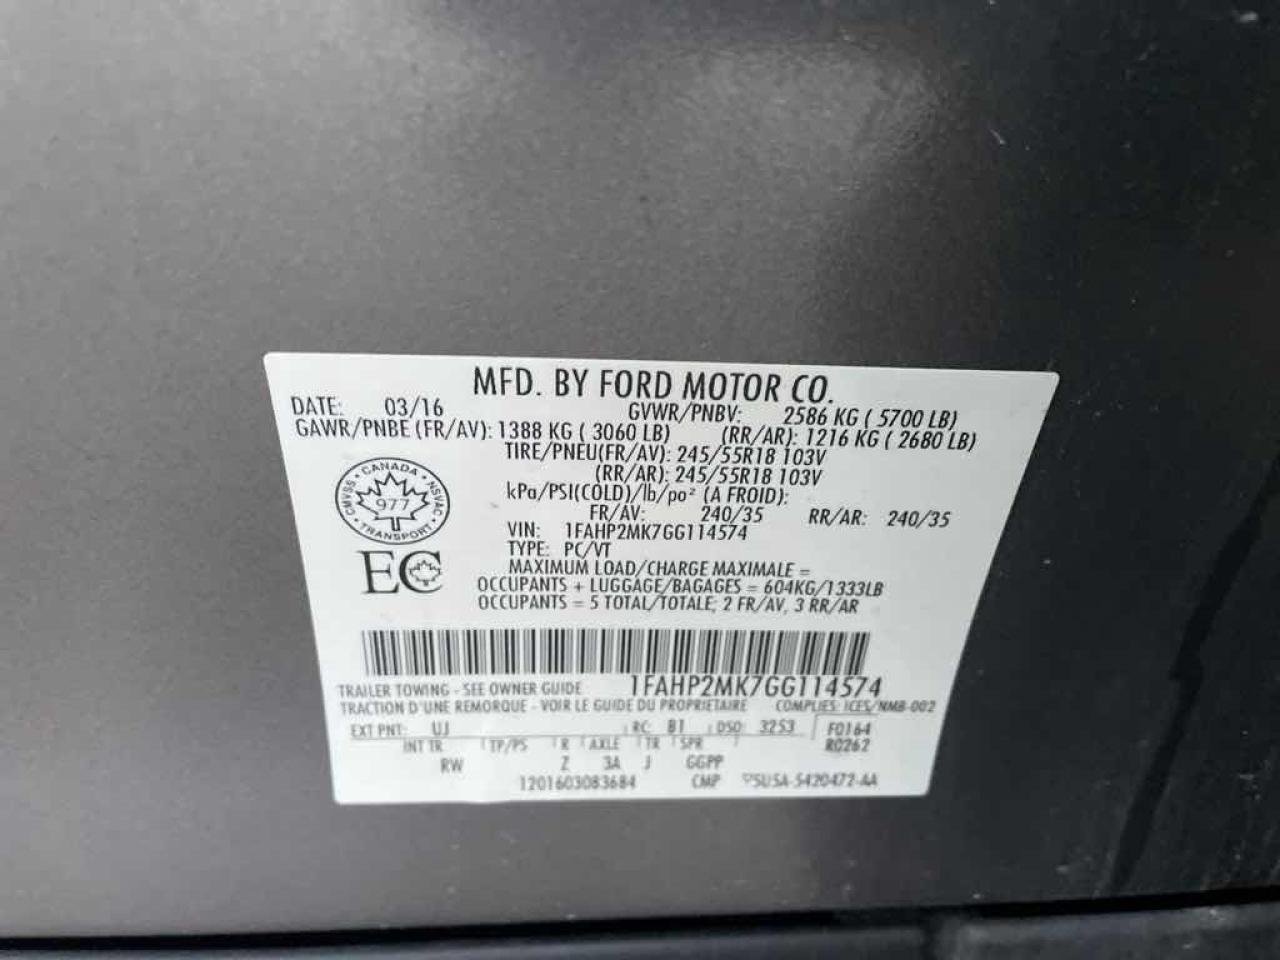 MFD. BY FORD MOTOR CO.
DATE: 03/16 GVWR/PNBV: 2586 KG ( 5700 LB)
GAWR/PNBE (FR/AV): 1388 KG ( 3060 LB) (RR/AR): 1216 KG ( 2680 LB)
TIRE/PNEU(FR/AV): 245/55R18 103V
(RR/AR): 245/55R18 103V
kPa/PSI(COLD)/lb/po² (A FROID):
FR/AV: 240/35 RR/AR: 240/35
CANADA
CMVSS 977 NSVAC
TRANSPORT
VIN: 1FAHP2MK7GG114574
TYPE: PC/VT
EC
MAXIMUM LOAD/CHARGE MAXIMALE =
OCCUPANTS + LUGGAGE/BAGAGES = 604KG/1333LB
OCCUPANTS = 5 TOTAL/TOTALE, 2 FR/AV, 3 RR/AR
TRAILER TOWING - SEE OWNER GUIDE 1FAHP2MK7GG114574
TRACTION D'UNE REMORQUE - VOIR LE GUIDE DU PROPRIETAIRE COMPLIES: ICES/NMB-002
EXT PNT: UJ RC: B1 DSO: 3253 F0164
INT TR TP/PS R AXLE TR SPR R0262
RW Z 3A J GGPP
1201603083684 CMP 5U5A-5420472-AA